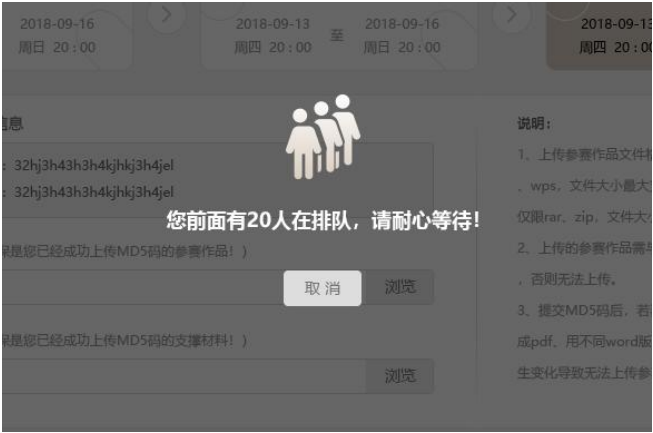 2018-09-16
周日 20 : 00
2018-09-13
周四 20 : 00
至
2018-09-16
周日 20 : 00
2018-09-13
周四 20 : 00
信息
：32hj3h43h3h4kjhkj3h4jel
：32hj3h43h3h4kjhkj3h4jel
您前面有20人在排队，请耐心等待！
保是您已经成功上传MD5码的参赛作品！)
取 消
浏览
保是您已经成功上传MD5码的支撑材料！)
浏览
说明：
1、上传参赛作品文件格
、wps，文件大小最大
仅限rar、zip，文件大小
2、上传的参赛作品需与
，否则无法上传。
3、提交MD5码后，若
成pdf、用不同word版
生变化导致无法上传参